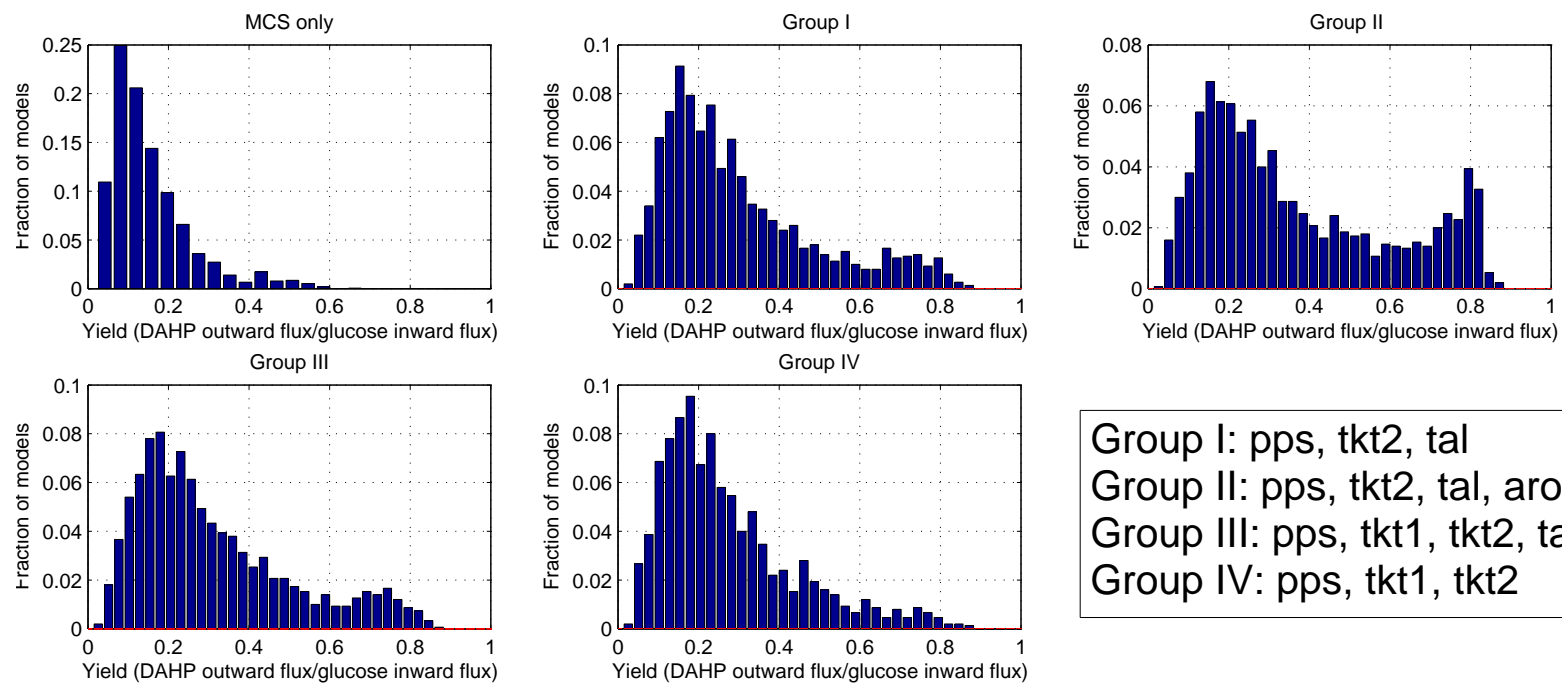 MCS only
0.25
0.2
0.15
0.1
0.05
0
0 0.2 0.4 0.6 0.8 1
Fraction of models
Yield (DAHP outward flux/glucose inward flux)
Group I
0.1
0.08
0.06
0.04
0.02
0
0 0.2 0.4 0.6 0.8 1
Fraction of models
Yield (DAHP outward flux/glucose inward flux)
Group II
0.08
0.06
0.04
0.02
0
0 0.2 0.4 0.6 0.8 1
Fraction of models
Yield (DAHP outward flux/glucose inward flux)
Group III
0.1
0.08
0.06
0.04
0.02
0
0 0.2 0.4 0.6 0.8 1
Fraction of models
Yield (DAHP outward flux/glucose inward flux)
Group IV
0.1
0.08
0.06
0.04
0.02
0
0 0.2 0.4 0.6 0.8 1
Fraction of models
Yield (DAHP outward flux/glucose inward flux)
Group I: pps, tkt2, tal
Group II: pps, tkt2, tal,
Group III: pps, tkt1, tkt2,
Group IV: pps, tkt1, tkt2